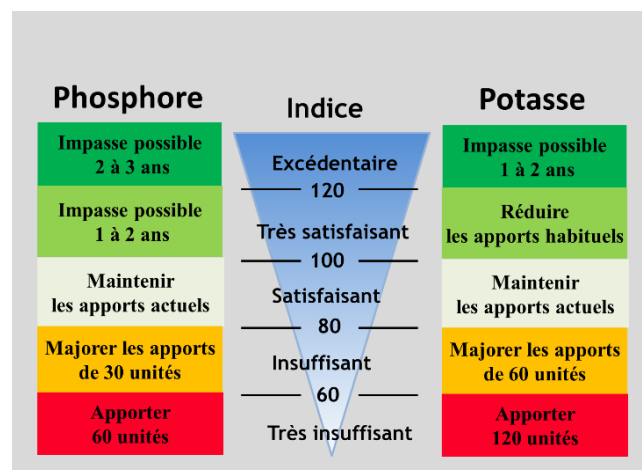 Phosphore
Indice
Potasse
Impasse possible
2 à 3 ans
Impasse possible
1 à 2 ans
Maintenir
les apports actuels
Majorer les apports
de 30 unités
Apporter
60 unités
Excédentaire
120
Très satisfaisant
100
Satisfaisant
80
Insuffisant
60
Très insuffisant
Impasse possible
1 à 2 ans
Réduire
les apports habituels
Maintenir
les apports actuels
Majorer les apports
de 60 unités
Apporter
120 unités